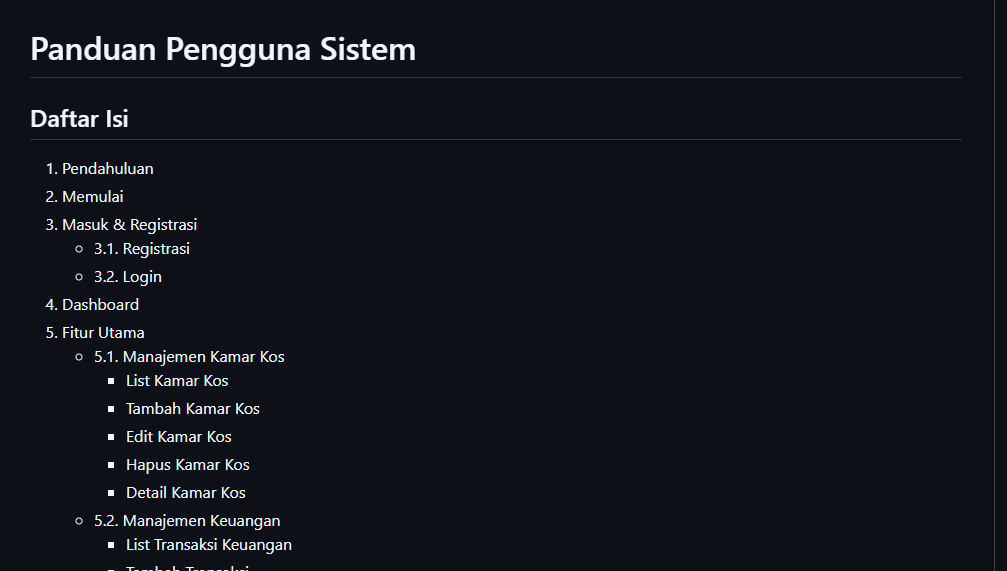 Panduan Pengguna Sistem
Daftar Isi
1. Pendahuluan
2. Memulai
3. Masuk & Registrasi
3.1. Registrasi
3.2. Login
4. Dashboard
5. Fitur Utama
5.1. Manajemen Kamar Kos
List Kamar Kos
Tambah Kamar Kos
Edit Kamar Kos
Hapus Kamar Kos
Detail Kamar Kos
5.2. Manajemen Keuangan
List Transaksi Keuangan
Tambah Transaksi